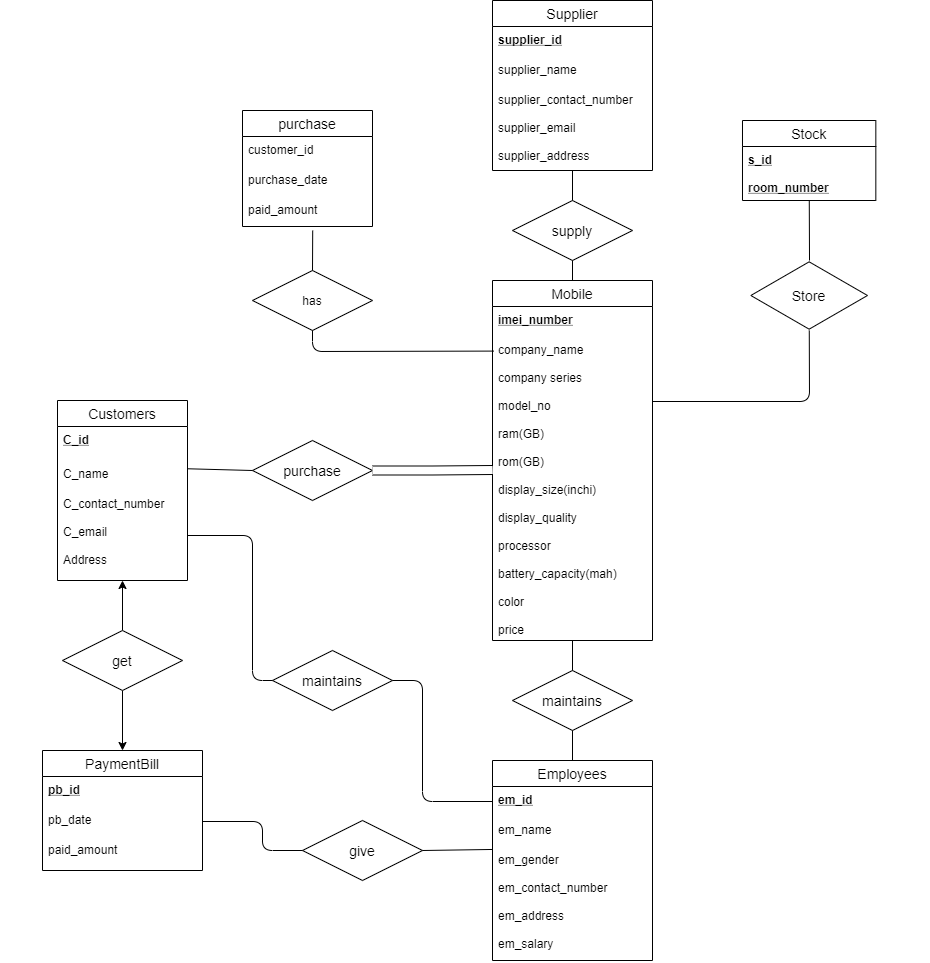 Supplier
supplier_id
supplier_name
supplier_contact_number
supplier_email
supplier_address
purchase
customer_id
purchase_date
paid_amount
Stock
s_id
room_number
supply
has
Store
Mobile
imei_number
company_name
company series
model_no
ram(GB)
rom(GB)
display_size(inchi)
display_quality
processor
battery_capacity(mah)
color
price
Customers
C_id
C_name
C_contact_number
C_email
Address
purchase
get
maintains
maintains
PaymentBill
pb_id
pb_date
paid_amount
give
Employees
em_id
em_name
em_gender
em_contact_number
em_address
em_salary